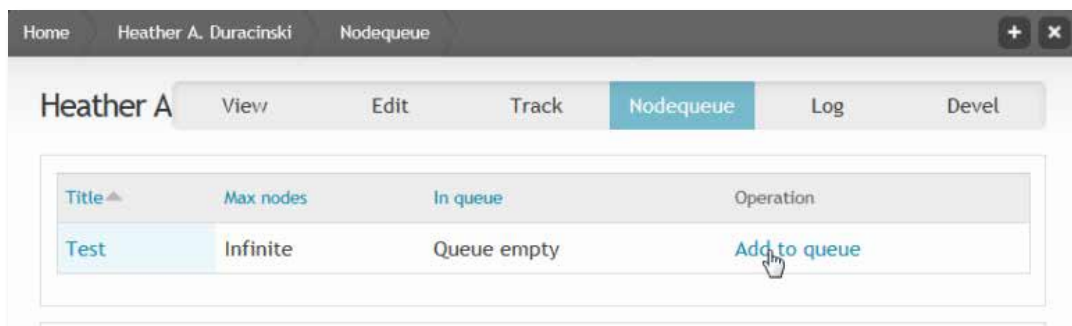 Home Heather A. Duracinski Nodequeue
Heather A View Edit Track Nodequeue Log Devel
Title Max nodes In queue Operation
Test Infinite Queue empty Add to queue